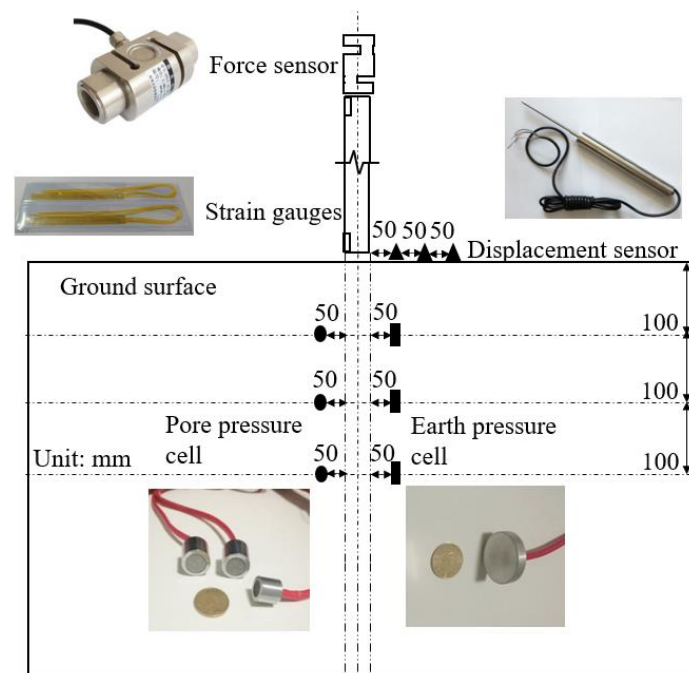 Force sensor
Strain gauges
50 50 50
Displacement sensor
Ground surface
50 50
100
50 50
100
Pore pressure
cell
Earth pressure
cell
Unit: mm
50 50
100